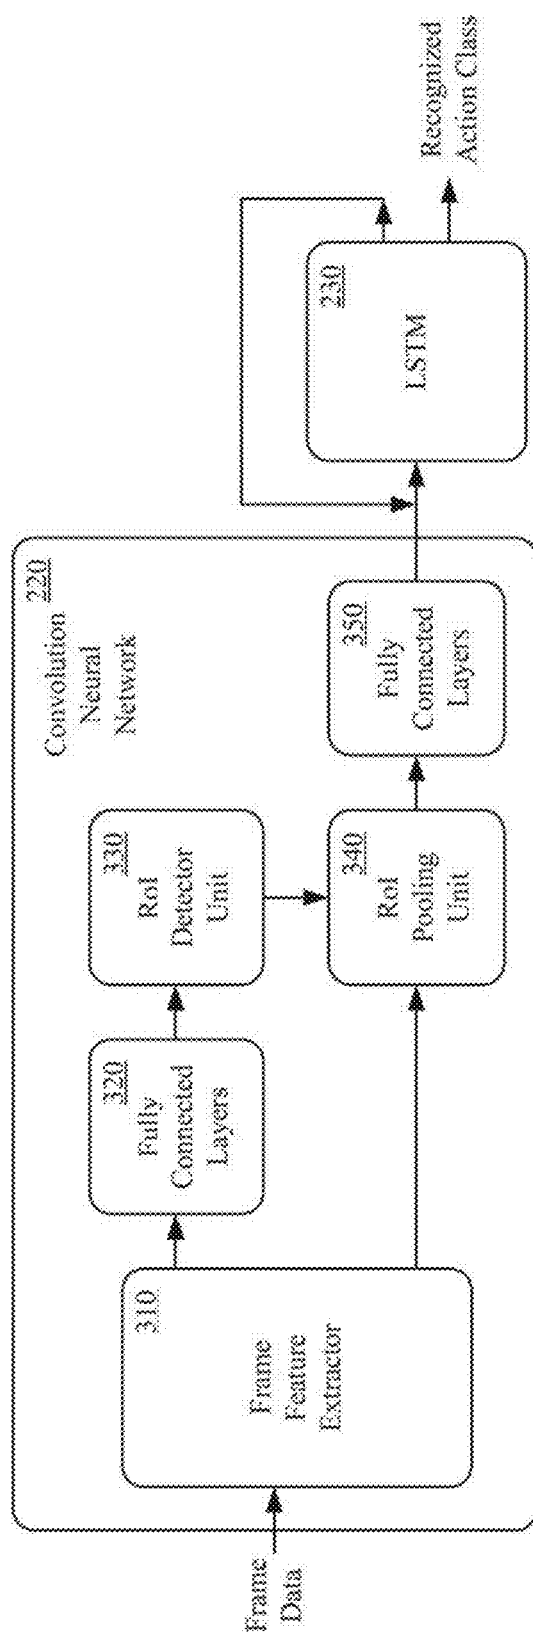 Frame
Data
310
Frame
Feature
Extractor
320
Fully
Connected
Layers
330
RoI
Detector
Unit
340
RoI
Pooling
Unit
350
Fully
Connected
Layers
220
Convolution
Neural
Network
230
LSTM
Recognized
Action Class